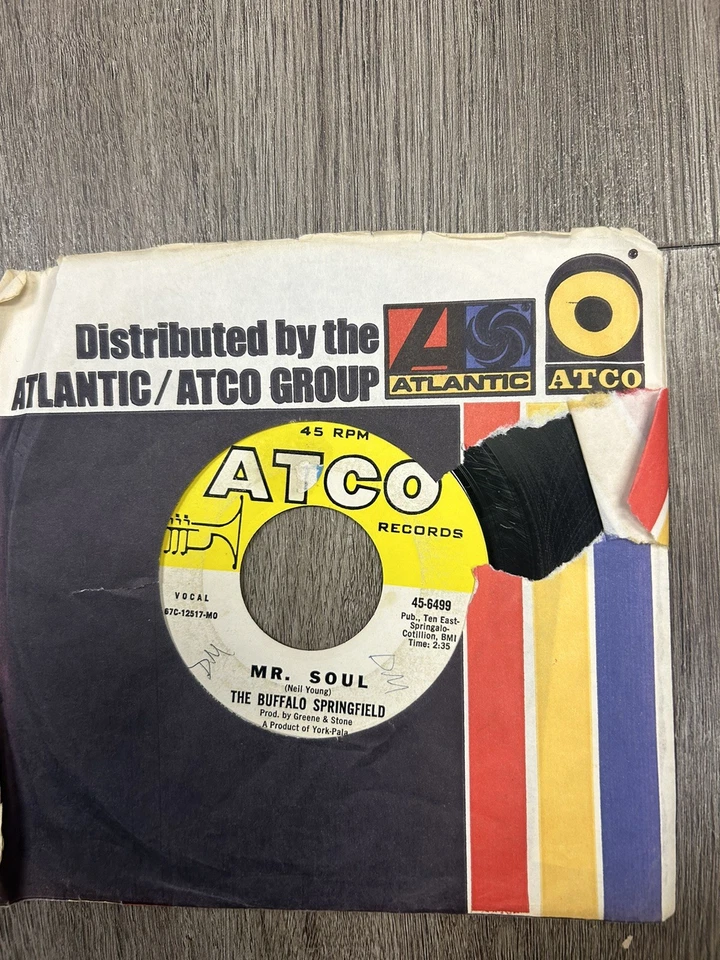 Distributed by the
ATLANTIC/ATCO GROUP
ATLANTIC
ATCO
45 RPM
ATCO
RECORDS
VOCAL
67C-12517-MO
45-6499
Pub., Ten East-
Springalo-
Cotillion, BMI
Time: 2:35
DM
DM
MR. SOUL
(Neil Young)
THE BUFFALO SPRINGFIELD
Prod. by Greene & Stone
A Product of York-Pala